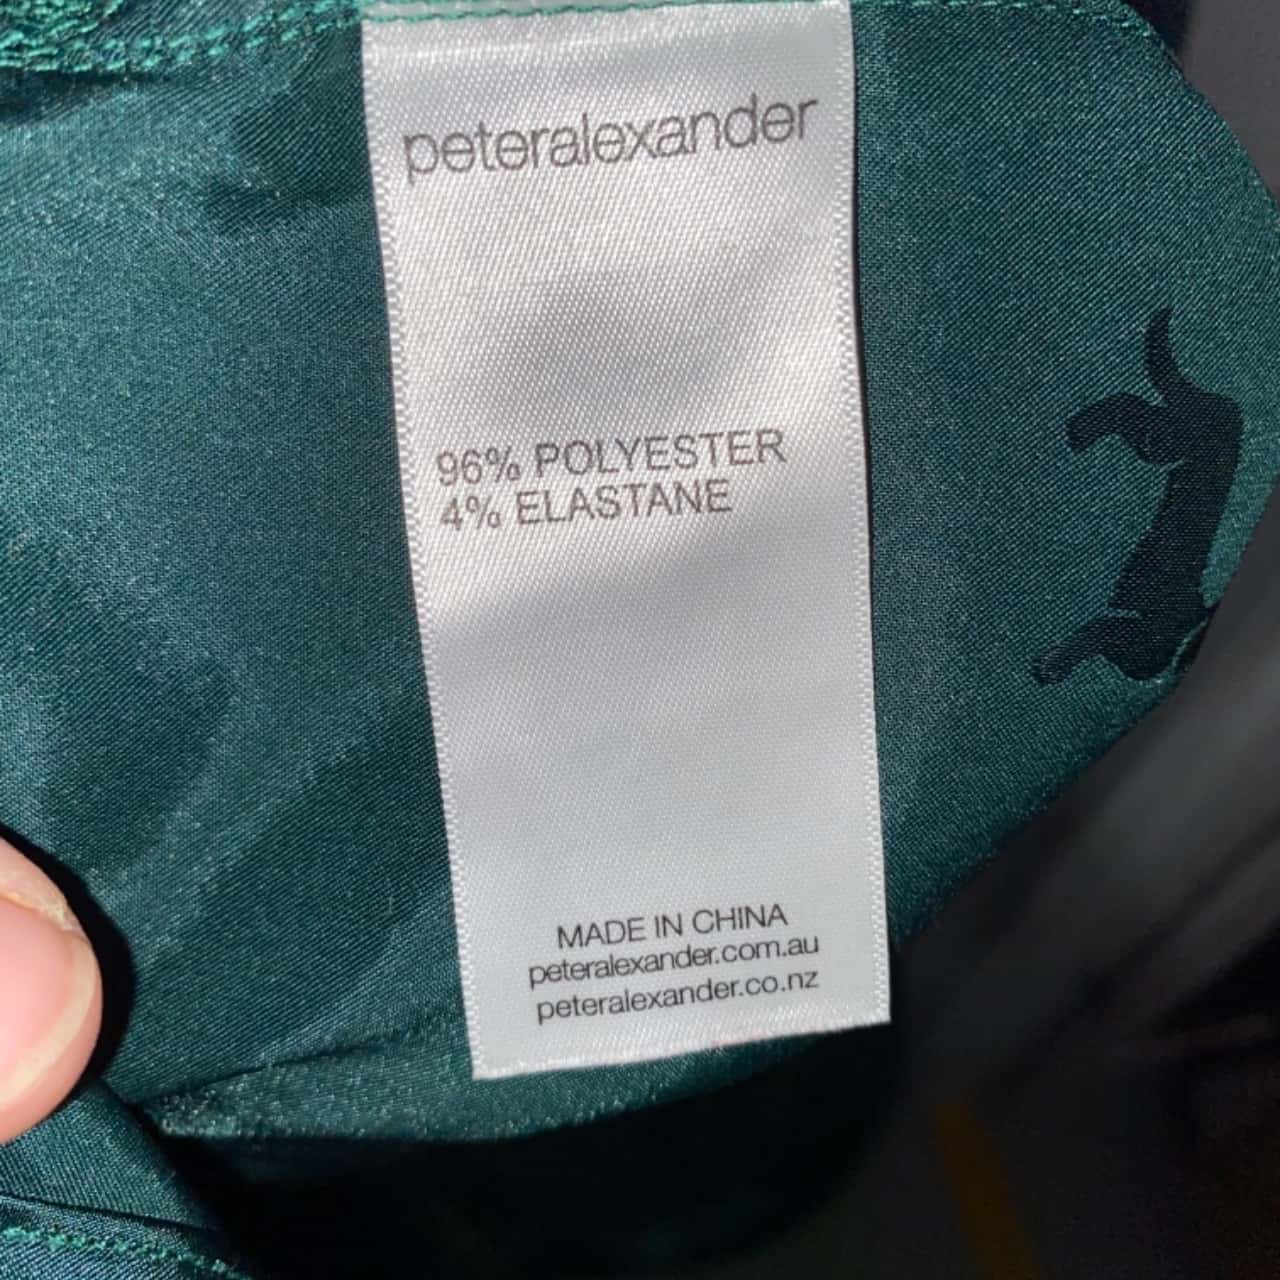 peteralexander
96% POLYESTER
4% ELASTANE
MADE IN CHINA
peteralexander.com.au
peteralexander.co.nz